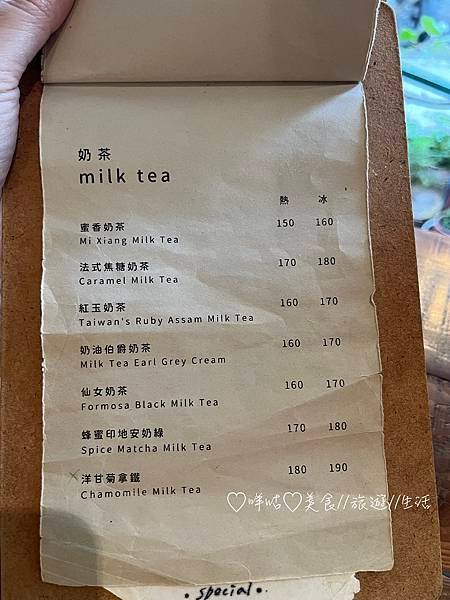 奶茶
milk tea
熱 冰
蜜香奶茶 150 160
Mi Xiang Milk Tea
法式焦糖奶茶 170 180
Caramel Milk Tea
紅玉奶茶 160 170
Taiwan's Ruby Assam Milk Tea
奶油伯爵奶茶 160 170
Milk Tea Earl Grey Cream
仙女奶茶 160 170
Formosa Black Milk Tea
蜂蜜印地安奶綠 170 180
Spice Matcha Milk Tea
洋甘菊拿鐵 180 190
Chamomile Milk Tea
♡咩咕♡美食//旅遊//生活
•special•